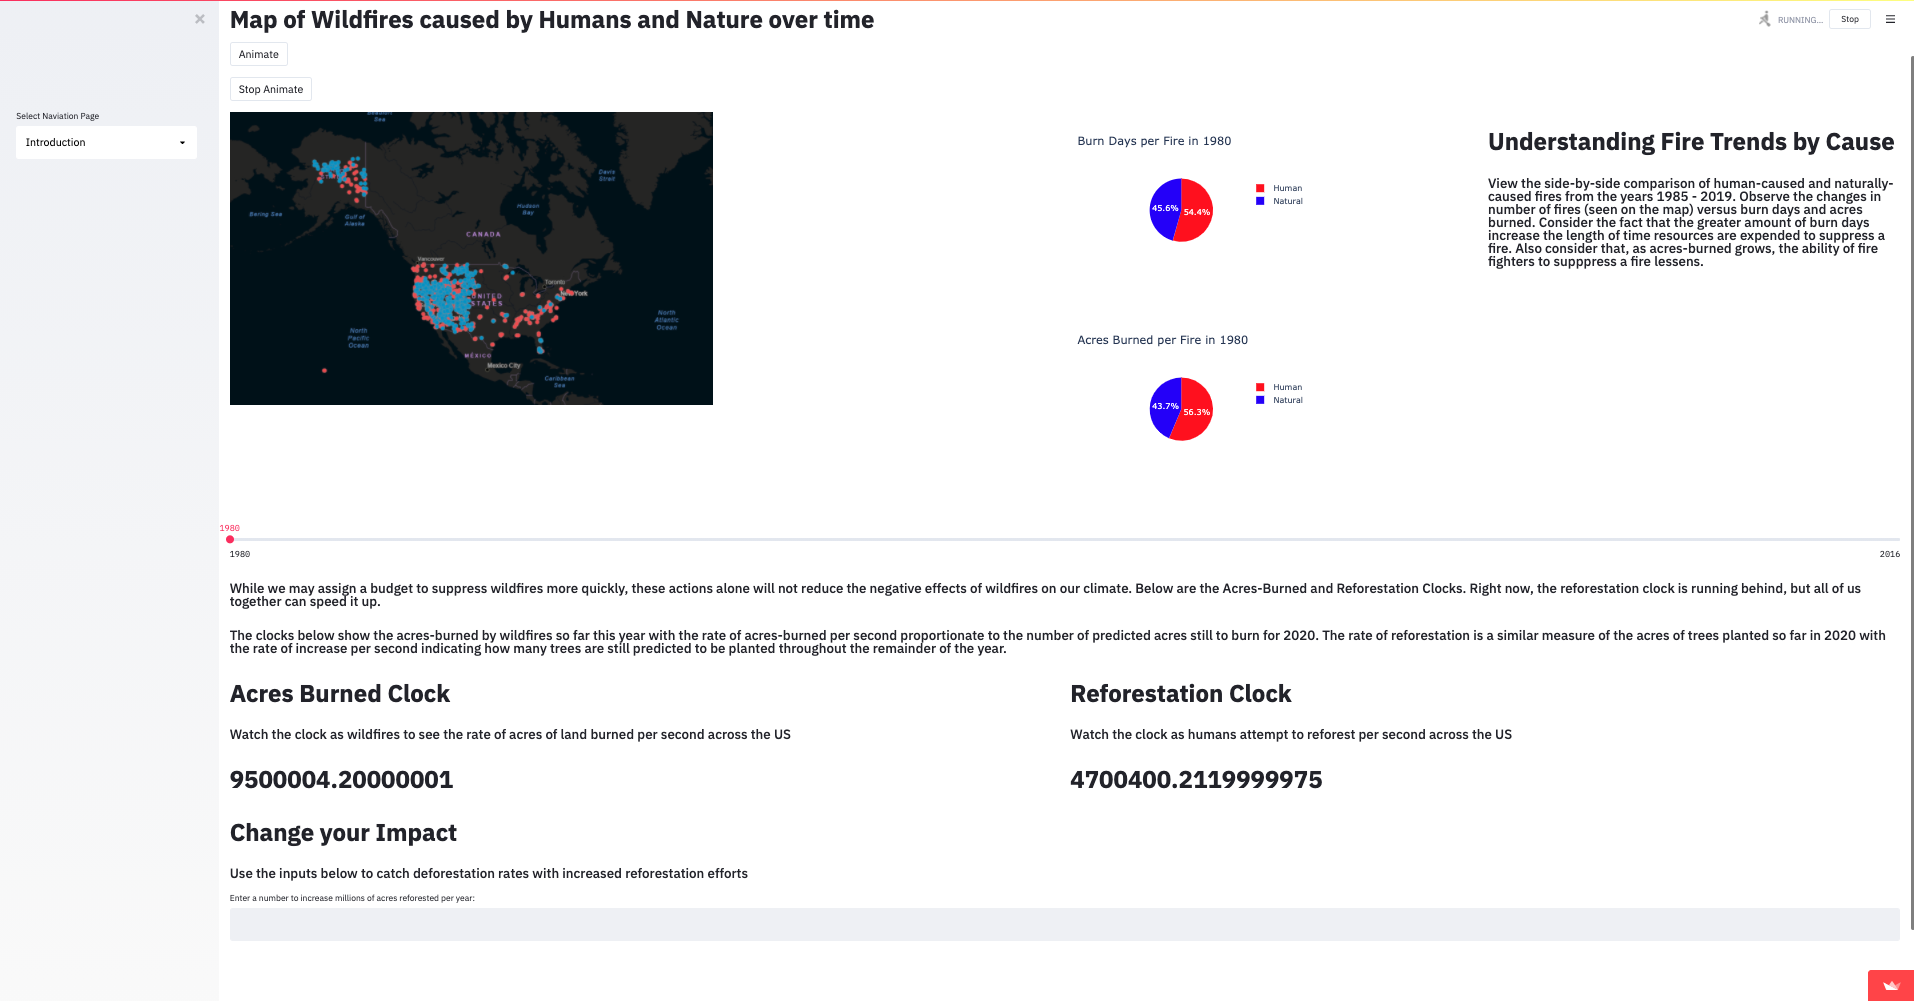 Map of Wildfires caused by Humans and Nature over time
RUNNING...
Stop
Animate
Stop Animate
Select Naviation Page
Introduction
Sea
Davis
Strait
Bering Sea
Gulf of
Alaska
Hudson
Bay
CANADA
Vancouver
Toronto
New York
UNITED
STATES
North
Pacific
Ocean
North
Atlantic
Ocean
MÉXICO
Mexico City
Caribbean
Sea
Burn Days per Fire in 1980
45.6%
54.4%
Human
Natural
Acres Burned per Fire in 1980
43.7%
56.3%
Human
Natural
Understanding Fire Trends by Cause
View the side-by-side comparison of human-caused and naturally-
caused fires from the years 1985 - 2019. Observe the changes in
number of fires (seen on the map) versus burn days and acres
burned. Consider the fact that the greater amount of burn days
increase the length of time resources are expended to suppress a
fire. Also consider that, as acres-burned grows, the ability of fire
fighters to supppress a fire lessens.
1980
1980
2016
While we may assign a budget to suppress wildfires more quickly, these actions alone will not reduce the negative effects of wildfires on our climate. Below are the Acres-Burned and Reforestation Clocks. Right now, the reforestation clock is running behind, but all of us
together can speed it up.
The clocks below show the acres-burned by wildfires so far this year with the rate of acres-burned per second proportionate to the number of predicted acres still to burn for 2020. The rate of reforestation is a similar measure of the acres of trees planted so far in 2020 with
the rate of increase per second indicating how many trees are still predicted to be planted throughout the remainder of the year.
Acres Burned Clock
Watch the clock as wildfires to see the rate of acres of land burned per second across the US
9500004.20000001
Reforestation Clock
Watch the clock as humans attempt to reforest per second across the US
4700400.2119999975
Change your Impact
Use the inputs below to catch deforestation rates with increased reforestation efforts
Enter a number to increase millions of acres reforested per year: